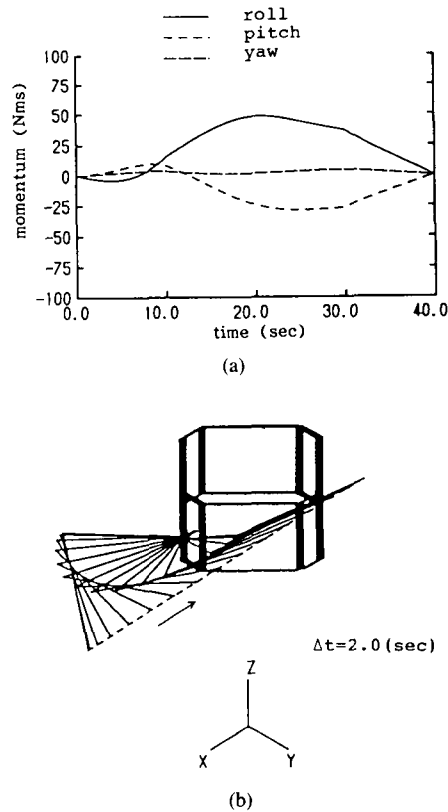 roll
pitch
yaw
100
75
50
25
0
-25
-50
-75
-100
momentum (Nms)
0.0 10.0 20.0 30.0 40.0
time (sec)
(a)
Δt=2.0(sec)
Z
X Y
(b)